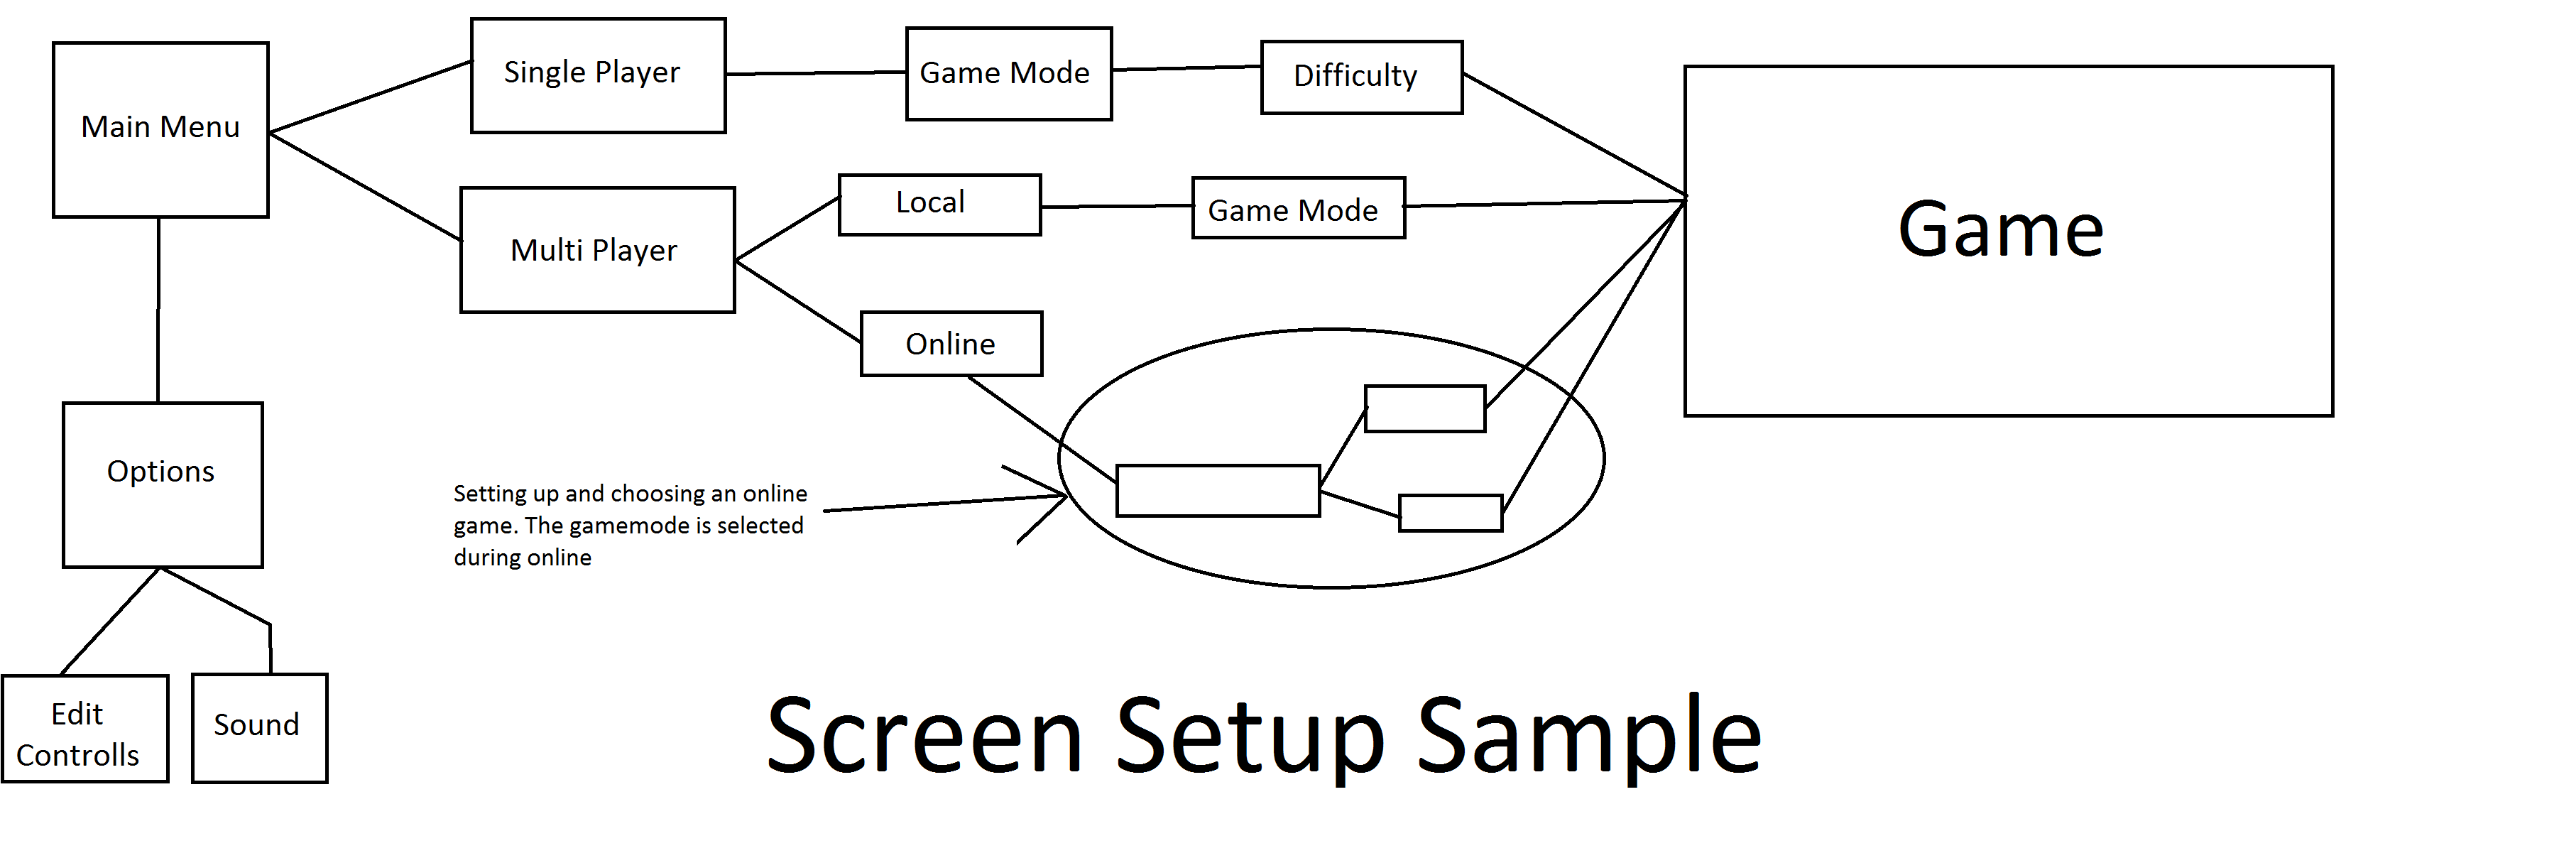 Main Menu
Single Player
Game Mode
Difficulty
Game
Multi Player
Local
Game Mode
Online
Options
Setting up and choosing an online
game. The gamemode is selected
during online
Edit
Controlls
Sound
Screen Setup Sample